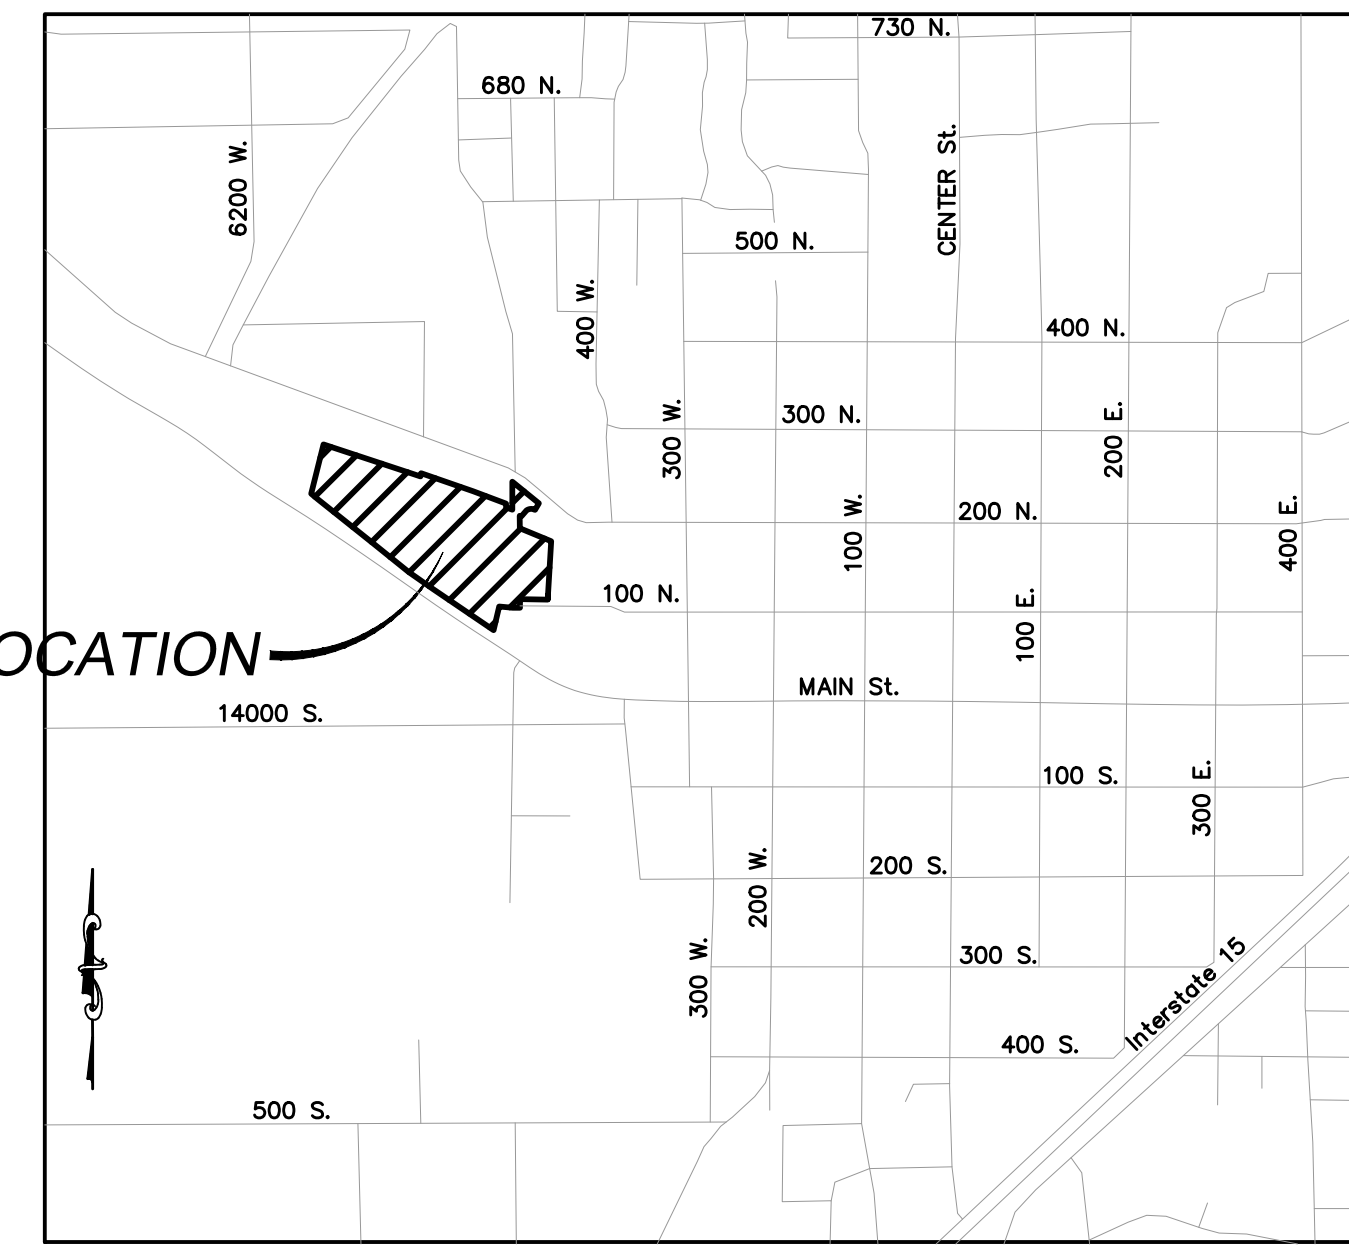 730 N.
680 N.
CENTER St.
6200 W.
500 N.
400 W.
400 N.
300 W.
300 N.
200 E.
100 W.
200 N.
400 E.
100 N.
100 E.
OCATION
MAIN St.
14000 S.
100 S.
300 E.
200 W.
200 S.
300 W.
300 S.
Interstate 15
400 S.
500 S.